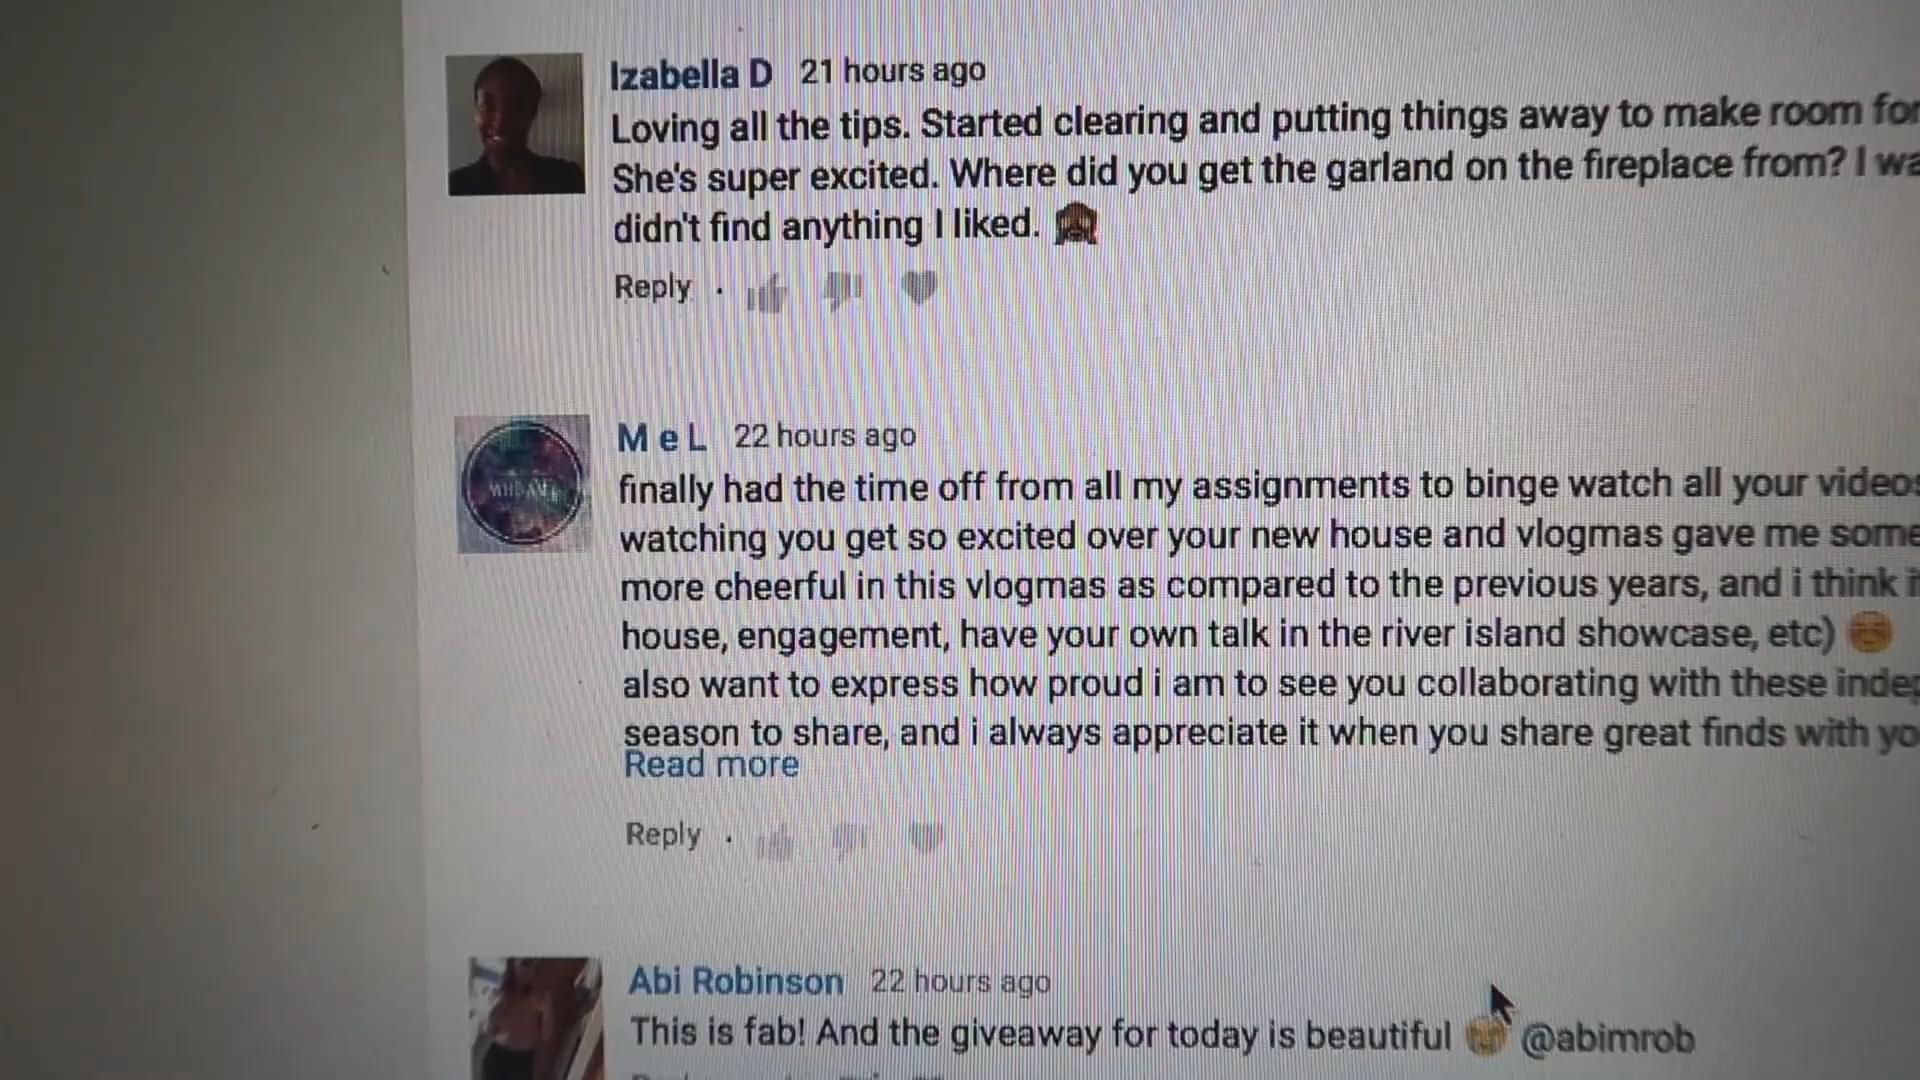 Izabella D 21 hours ago
Loving all the tips. Started clearing and putting things away to make room for
She's super excited. Where did you get the garland on the fireplace from? I wa
didn't find anything I liked.
Reply
M e L 22 hours ago
finally had the time off from all my assignments to binge watch all your videos
watching you get so excited over your new house and vlogmas gave me some
more cheerful in this vlogmas as compared to the previous years, and i think
house, engagement, have your own talk in the river island showcase, etc)
also want to express how proud i am to see you collaborating with these
season to share, and i always appreciate it when you share great finds with
Read more
Reply
Abi Robinson 22 hours ago
This is fab! And the giveaway for today is beautiful @abimrob